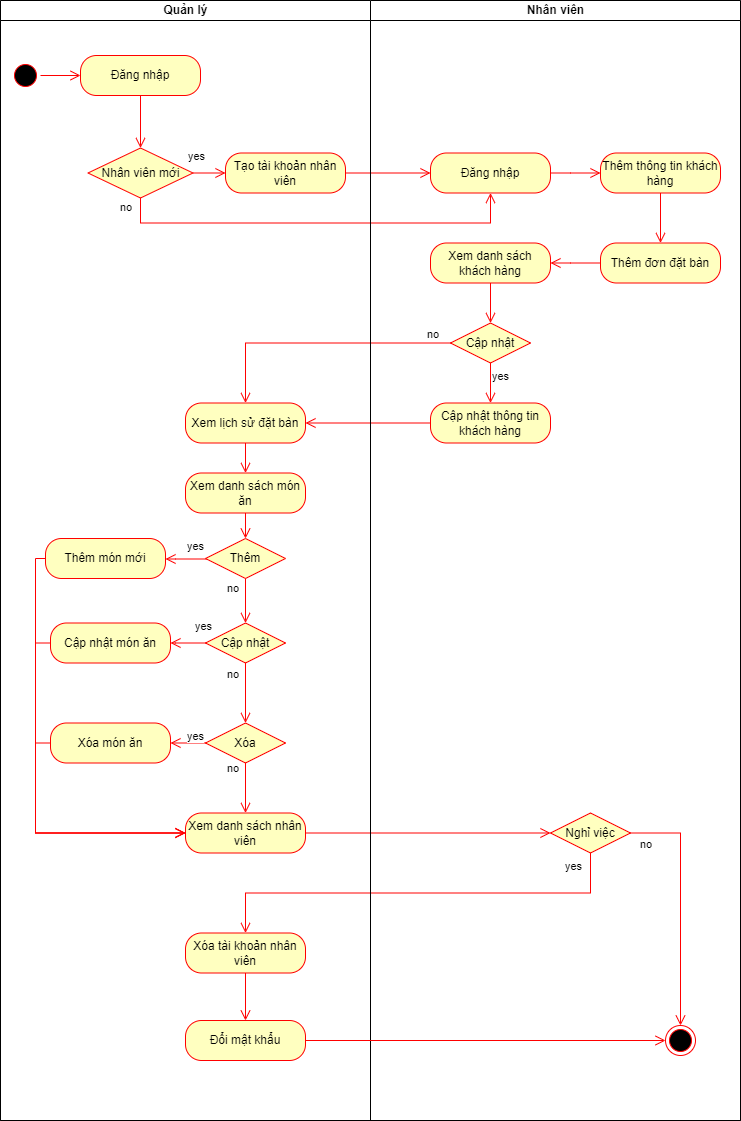 Quản lý
Nhân viên
Đăng nhập
Nhân viên mới
yes
no
Tạo tài khoản nhân
viên
Đăng nhập
Thêm thông tin khách
hàng
Thêm đơn đặt bàn
Xem danh sách
khách hàng
Cập nhật
no
yes
Cập nhật thông tin
khách hàng
Xem lịch sử đặt bàn
Xem danh sách món
ăn
Thêm
yes
Thêm món mới
no
Cập nhật
yes
Cập nhật món ăn
no
Xóa
yes
Xóa món ăn
no
Xem danh sách nhân
viên
Nghỉ việc
no
yes
Xóa tài khoản nhân
viên
Đổi mật khẩu